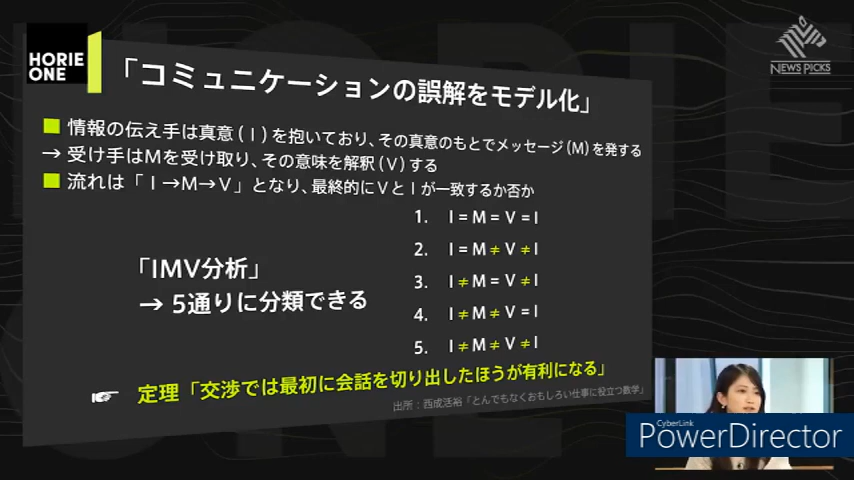 HORIE
ONE
NEWS PICKS
「コミュニケーションの誤解をモデル化」
■ 情報の伝え手は真意(I)を抱いており、その真意のもとでメッセージ(M)を発する
→ 受け手はMを受け取り、その意味を解釈(V)する
■ 流れは「I→M→V」となり、最終的にVとIが一致するか否か
1. I = M = V = I
2. I = M ≠ V ≠ I
3. I ≠ M = V ≠ I
4. I ≠ M ≠ V = I
5. I ≠ M ≠ V ≠ I
「IMV分析」
→ 5通りに分類できる
☞ 定理「交渉では最初に会話を切り出したほうが有利になる」
出所:西成活裕「とんでもなくおもしろい仕事に役立つ数学」
CyberLink
PowerDirector